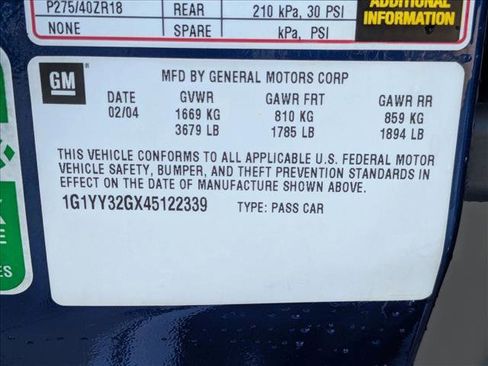 P275/40ZR18 REAR 210 kPa, 30 PSI
NONE SPARE kPa, PSI
ADDITIONAL
INFORMATION
GM
MFD BY GENERAL MOTORS CORP
DATE GVWR GAWR FRT GAWR RR
02/04 1669 KG 810 KG 859 KG
3679 LB 1785 LB 1894 LB
THIS VEHICLE CONFORMS TO ALL APPLICABLE U.S. FEDERAL MOTOR
VEHICLE SAFETY, BUMPER, AND THEFT PREVENTION STANDARDS
IN EFFECT ON THE DATE OF MANUFACTURE SHOWN ABOVE.
1G1YY32GX45122339 TYPE: PASS CAR